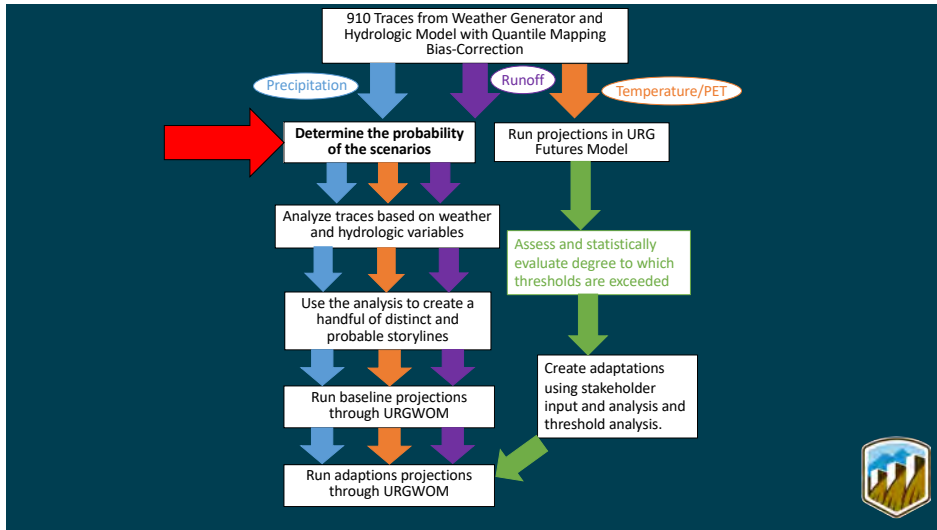 910 Traces from Weather Generator and
Hydrologic Model with Quantile Mapping
Bias-Correction
Precipitation
Runoff
Temperature/PET
Determine the probability
of the scenarios
Run projections in URG
Futures Model
Analyze traces based on weather
and hydrologic variables
Assess and statistically
evaluate degree to which
thresholds are exceeded
Use the analysis to create a
handful of distinct and
probable storylines
Create adaptations
using stakeholder
input and analysis and
threshold analysis.
Run baseline projections
through URGWOM
Run adaptions projections
through URGWOM